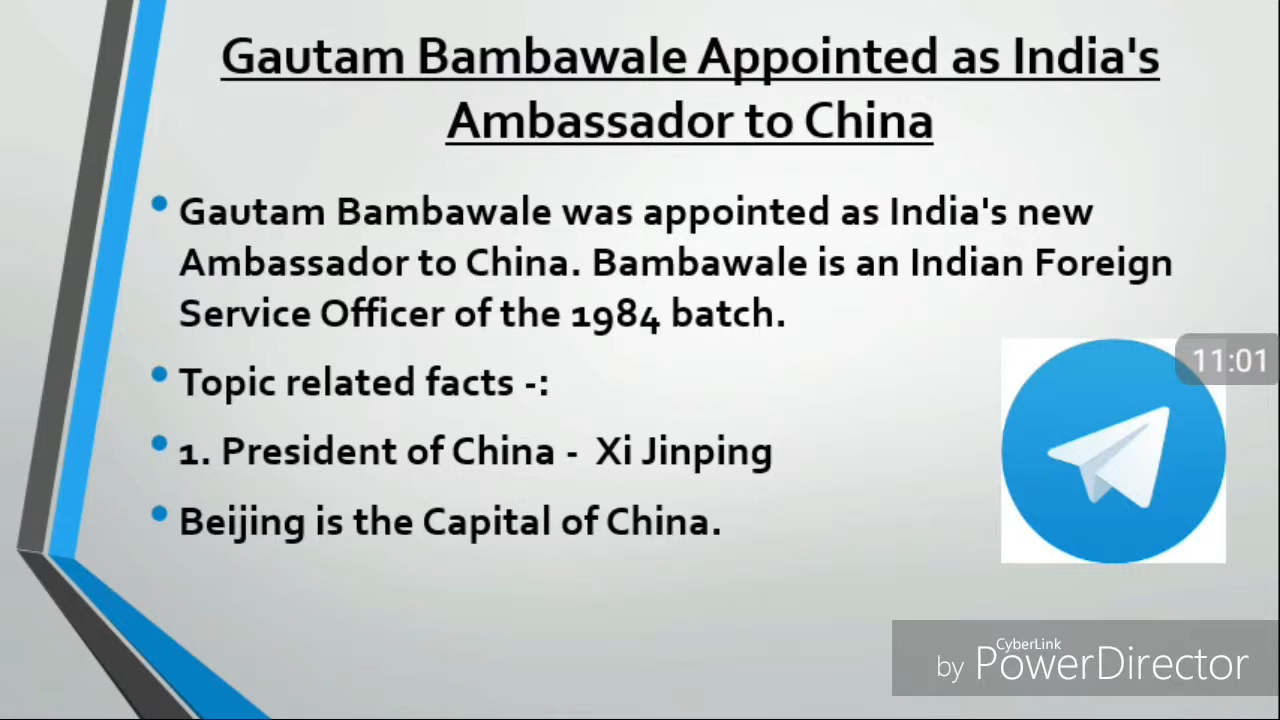 Gautam Bambawale Appointed as India's
Ambassador to China
Gautam Bambawale was appointed as India's new
Ambassador to China. Bambawale is an Indian Foreign
Service Officer of the 1984 batch.
Topic related facts -:
11:01
1. President of China - Xi Jinping
Beijing is the Capital of China.
CyberLink
by PowerDirector